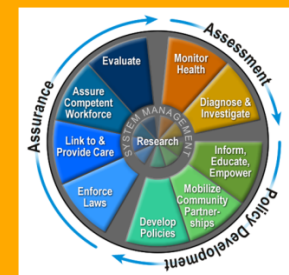 Assessment
Policy Development
Assurance
Monitor
Health
Diagnose &
Investigate
Inform,
Educate,
Empower
Mobilize
Community
Partner-
ships
Develop
Policies
Enforce
Laws
Link to &
Provide Care
Assure
Competent
Workforce
Evaluate
SYSTEM MANAGEMENT
Research